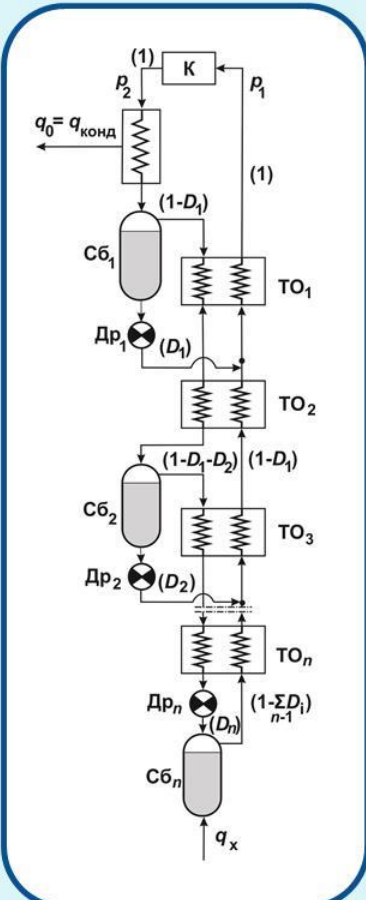 (1)
К
p₂
p₁
q₀= qконд
(1)
(1-D₁)
Сб₁
ТО₁
Др₁
(D₁)
ТО₂
(1-D₁-D₂)
(1-D₁)
Сб₂
ТО₃
Др₂
(D₂)
ТОn
Дрn
(1-ΣDᵢ)
n-1
(Dn)
Сбn
qₓ